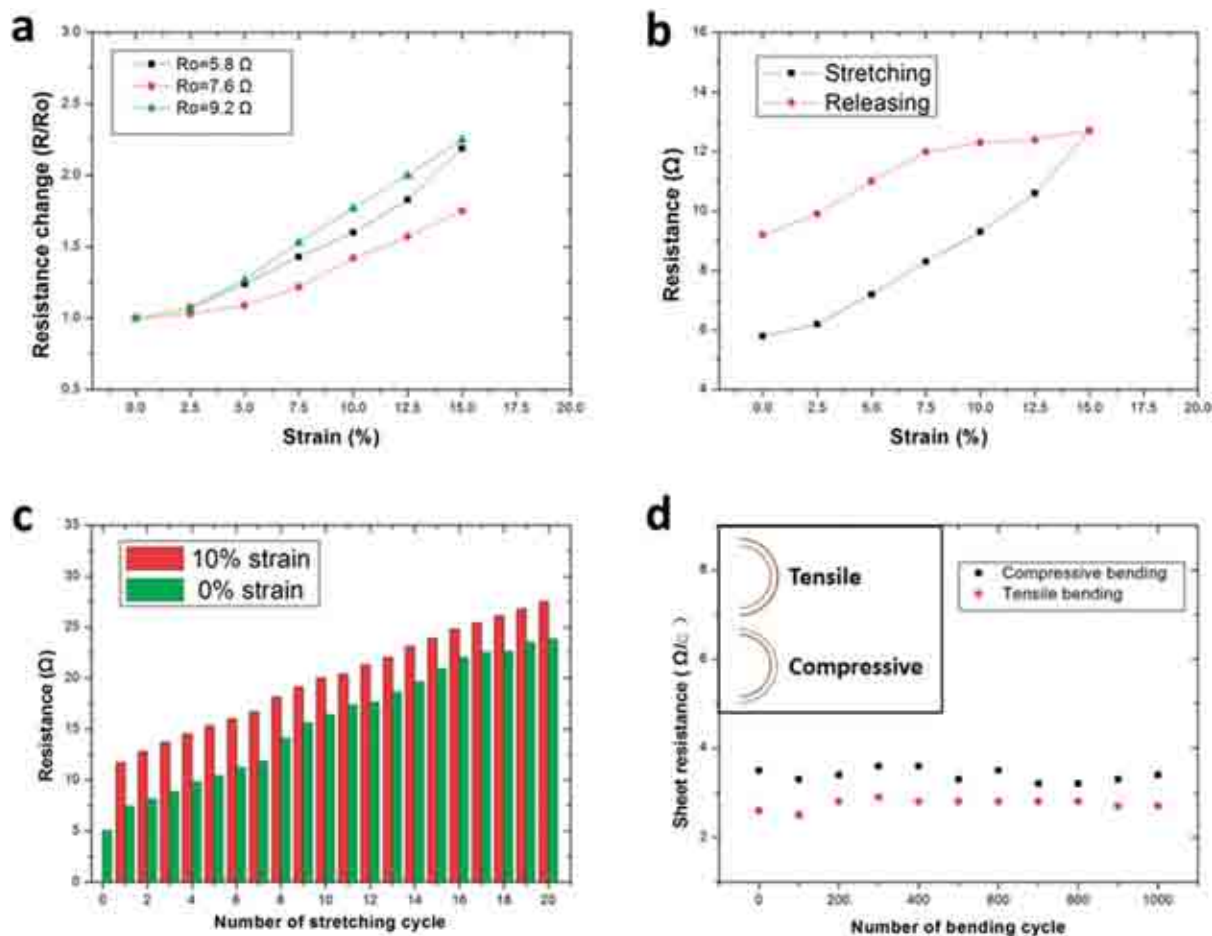 a
3.0
2.5
2.0
1.5
1.0
0.5
Resistance change (R/Ro)
Ro=5.8 Ω
Ro=7.6 Ω
Ro=9.2 Ω
0.0 2.5 5.0 7.5 10.0 12.5 15.0 17.5 20.0
Strain (%)
b
16
14
12
10
8
6
4
Resistance (Ω)
Stretching
Releasing
0.0 2.5 5.0 7.5 10.0 12.5 15.0 17.5 20.0
Strain (%)
c
35
30
25
20
15
10
5
0
Resistance (Ω)
10% strain
0% strain
0 2 4 6 8 10 12 14 16 18 20
Number of stretching cycle
d
8
6
4
2
Sheet resistance ( Ω/□ )
Tensile
Compressive
Compressive bending
Tensile bending
0 200 400 600 800 1000
Number of bending cycle